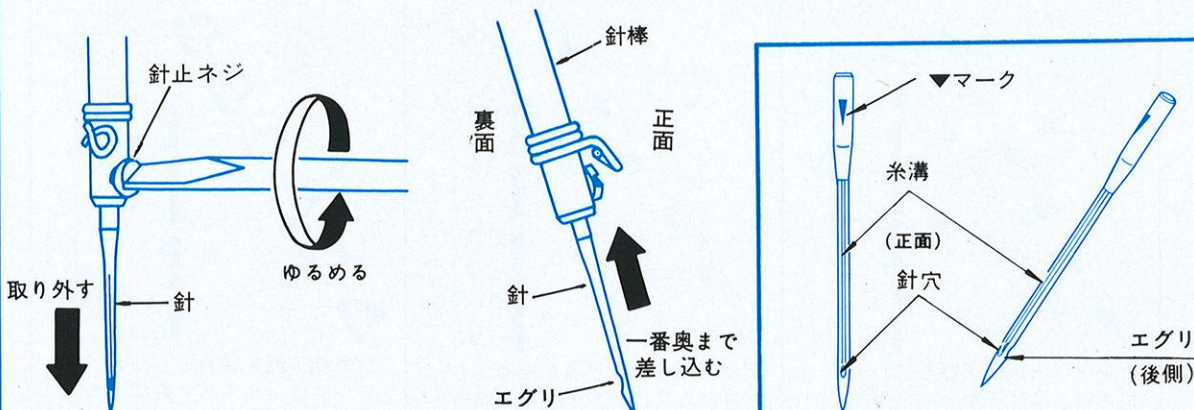 針止ネジ
ゆるめる
取り外す
針
針棒
裏面
正面
針
一番奥まで
差し込む
エグリ
▼マーク
糸溝
(正面)
針穴
エグリ
(後側)